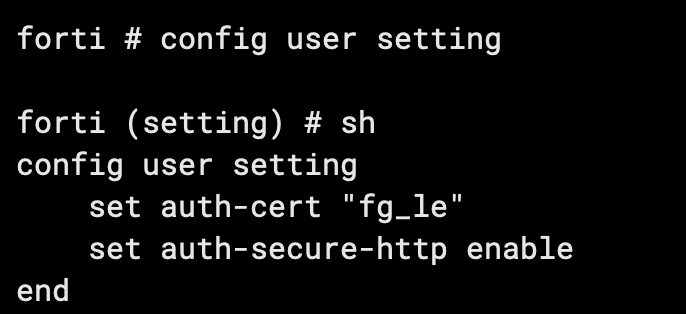 forti # config user setting
forti (setting) # sh
config user setting
    set auth-cert "fg_le"
    set auth-secure-http enable
end